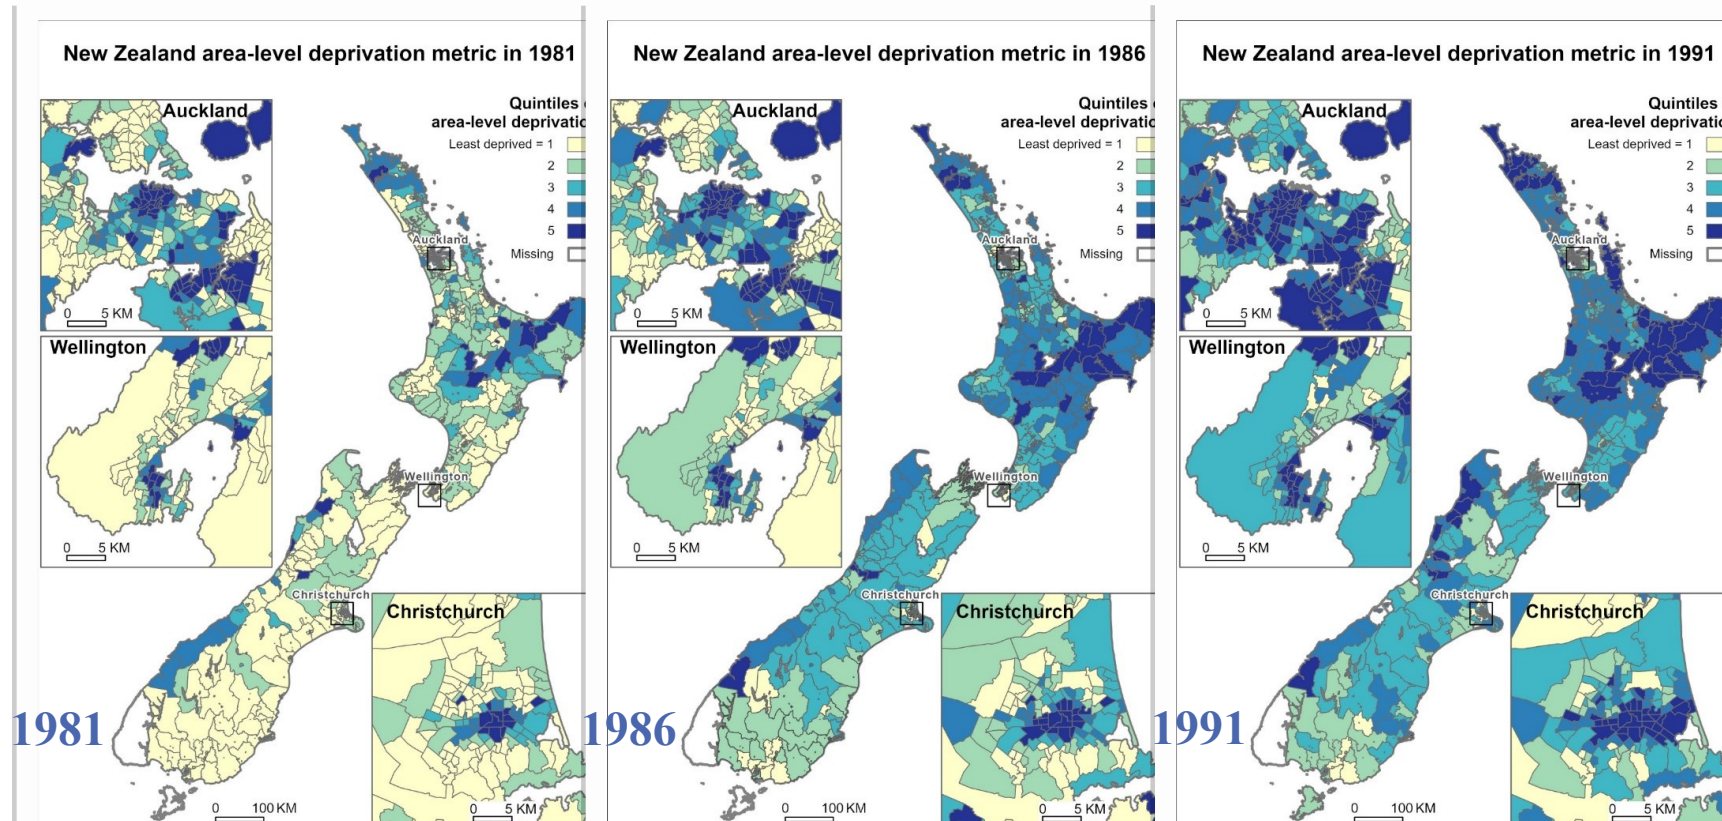 New Zealand area-level deprivation metric in 1981
Auckland
Quintiles
area-level
Least deprived = 1
2
3
4
5
Missing
Auckland
0 5 KM
Wellington
Wellington
0 5 KM
Christchurch
Christchurch
1981
0 100 KM
0 5 KM
New Zealand area-level deprivation metric in 1986
Auckland
Quintiles
area-level
Least deprived = 1
2
3
4
5
Missing
Auckland
0 5 KM
Wellington
Wellington
0 5 KM
Christchurch
Christchurch
1986
0 100 KM
0 5 KM
New Zealand area-level deprivation metric in 1991
Auckland
Quintiles
area-level
Least deprived = 1
2
3
4
5
Missing
Auckland
0 5 KM
Wellington
Wellington
0 5 KM
Christchurch
Christchurch
1991
0 100 KM
0 5 KM